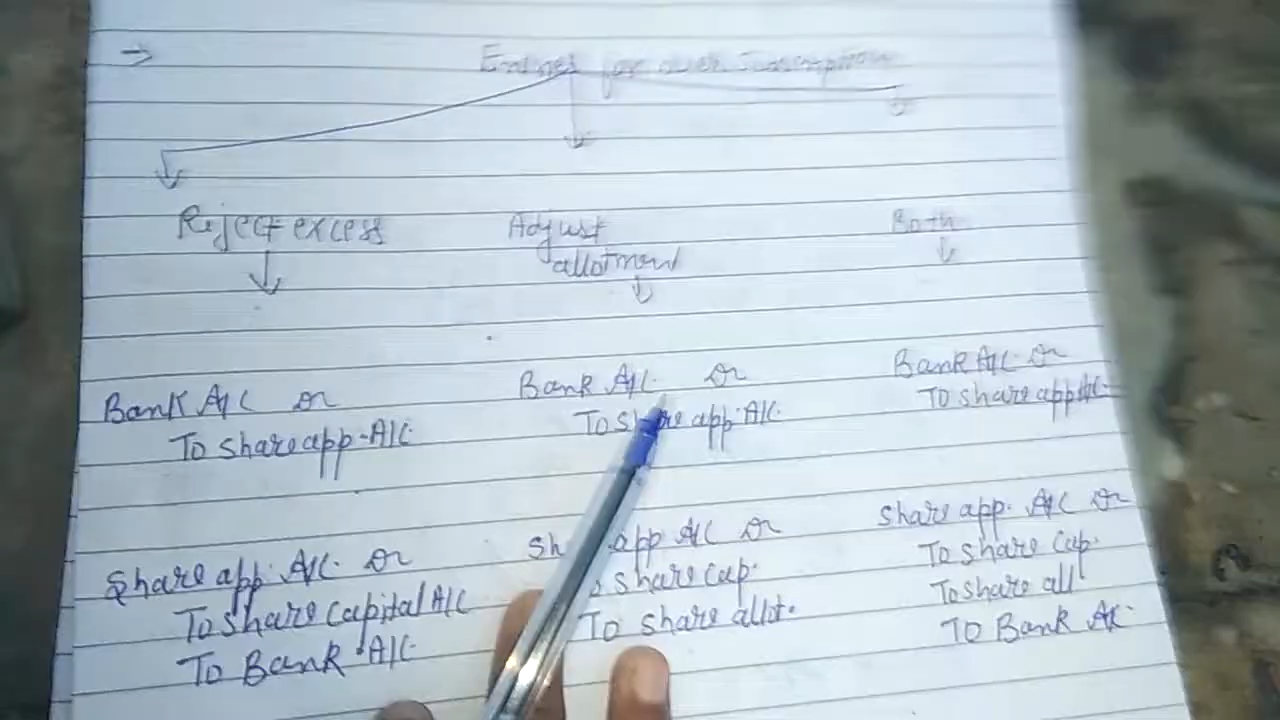 → Entries for over Subscription
Reject excess
Adjust
allotment
Both
Bank A/C Dr
To share app. A/C
Bank A/C. Dr
To share app. A/C.
Bank A/C. Dr
To share app A/C.
Share app. A/C. Dr
To share capital A/C
To Bank A/C
Sh app A/C Dr
To share cap.
To share allot.
Share app. A/C Dr
To share cap.
To share all
To Bank A/C.